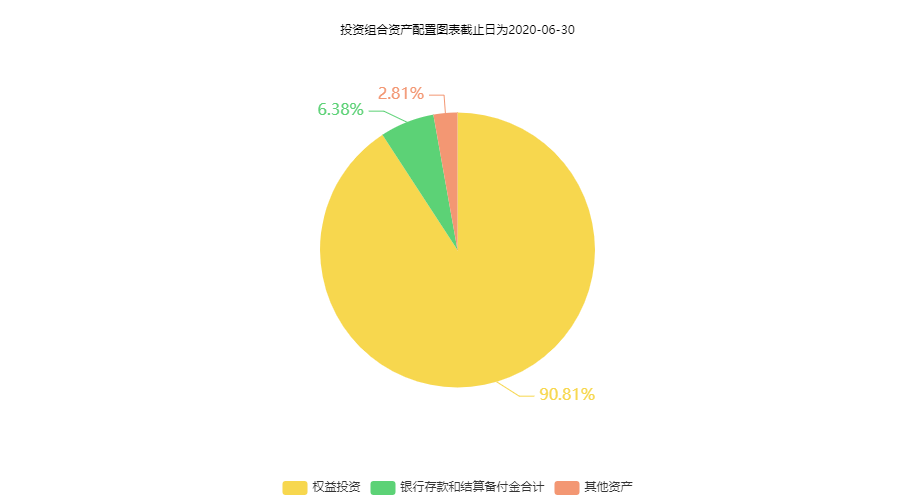 投资组合资产配置图表截止日为2020-06-30
2.81%
6.38%
90.81%
权益投资 银行存款和结算备付金合计 其他资产